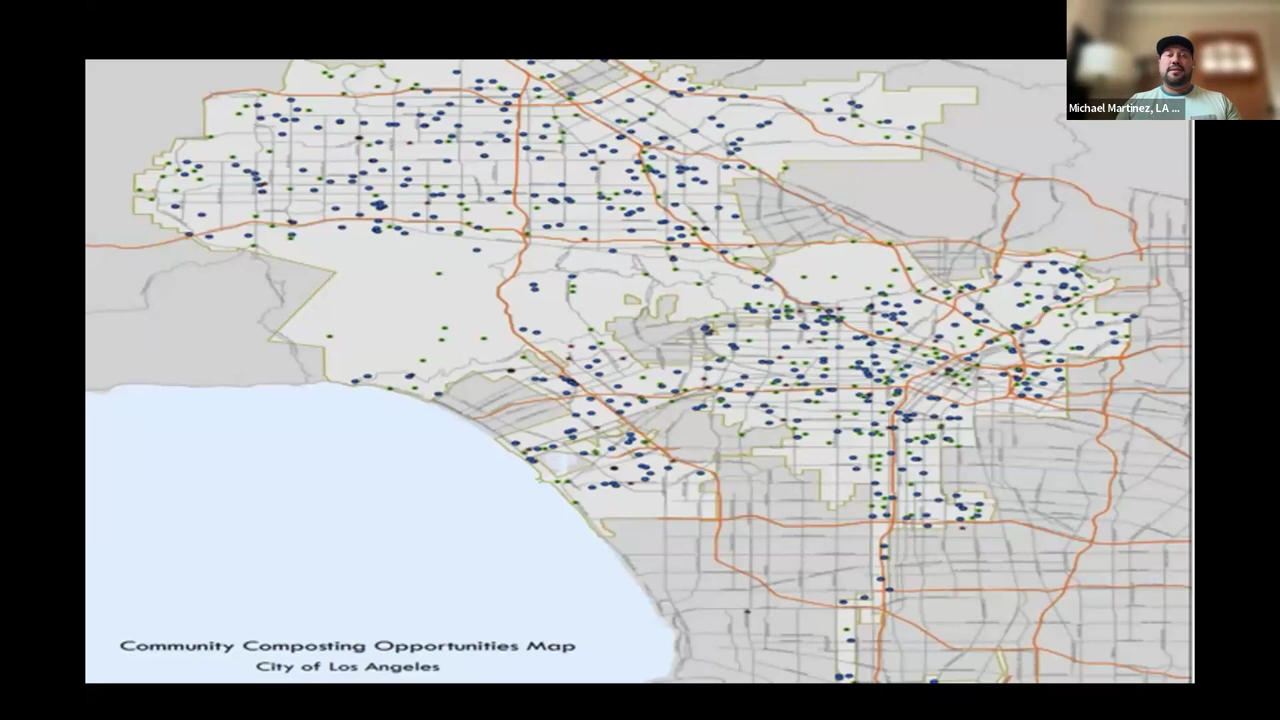 Michael Martinez, LA ...
Community Composting Opportunities Map
City of Los Angeles